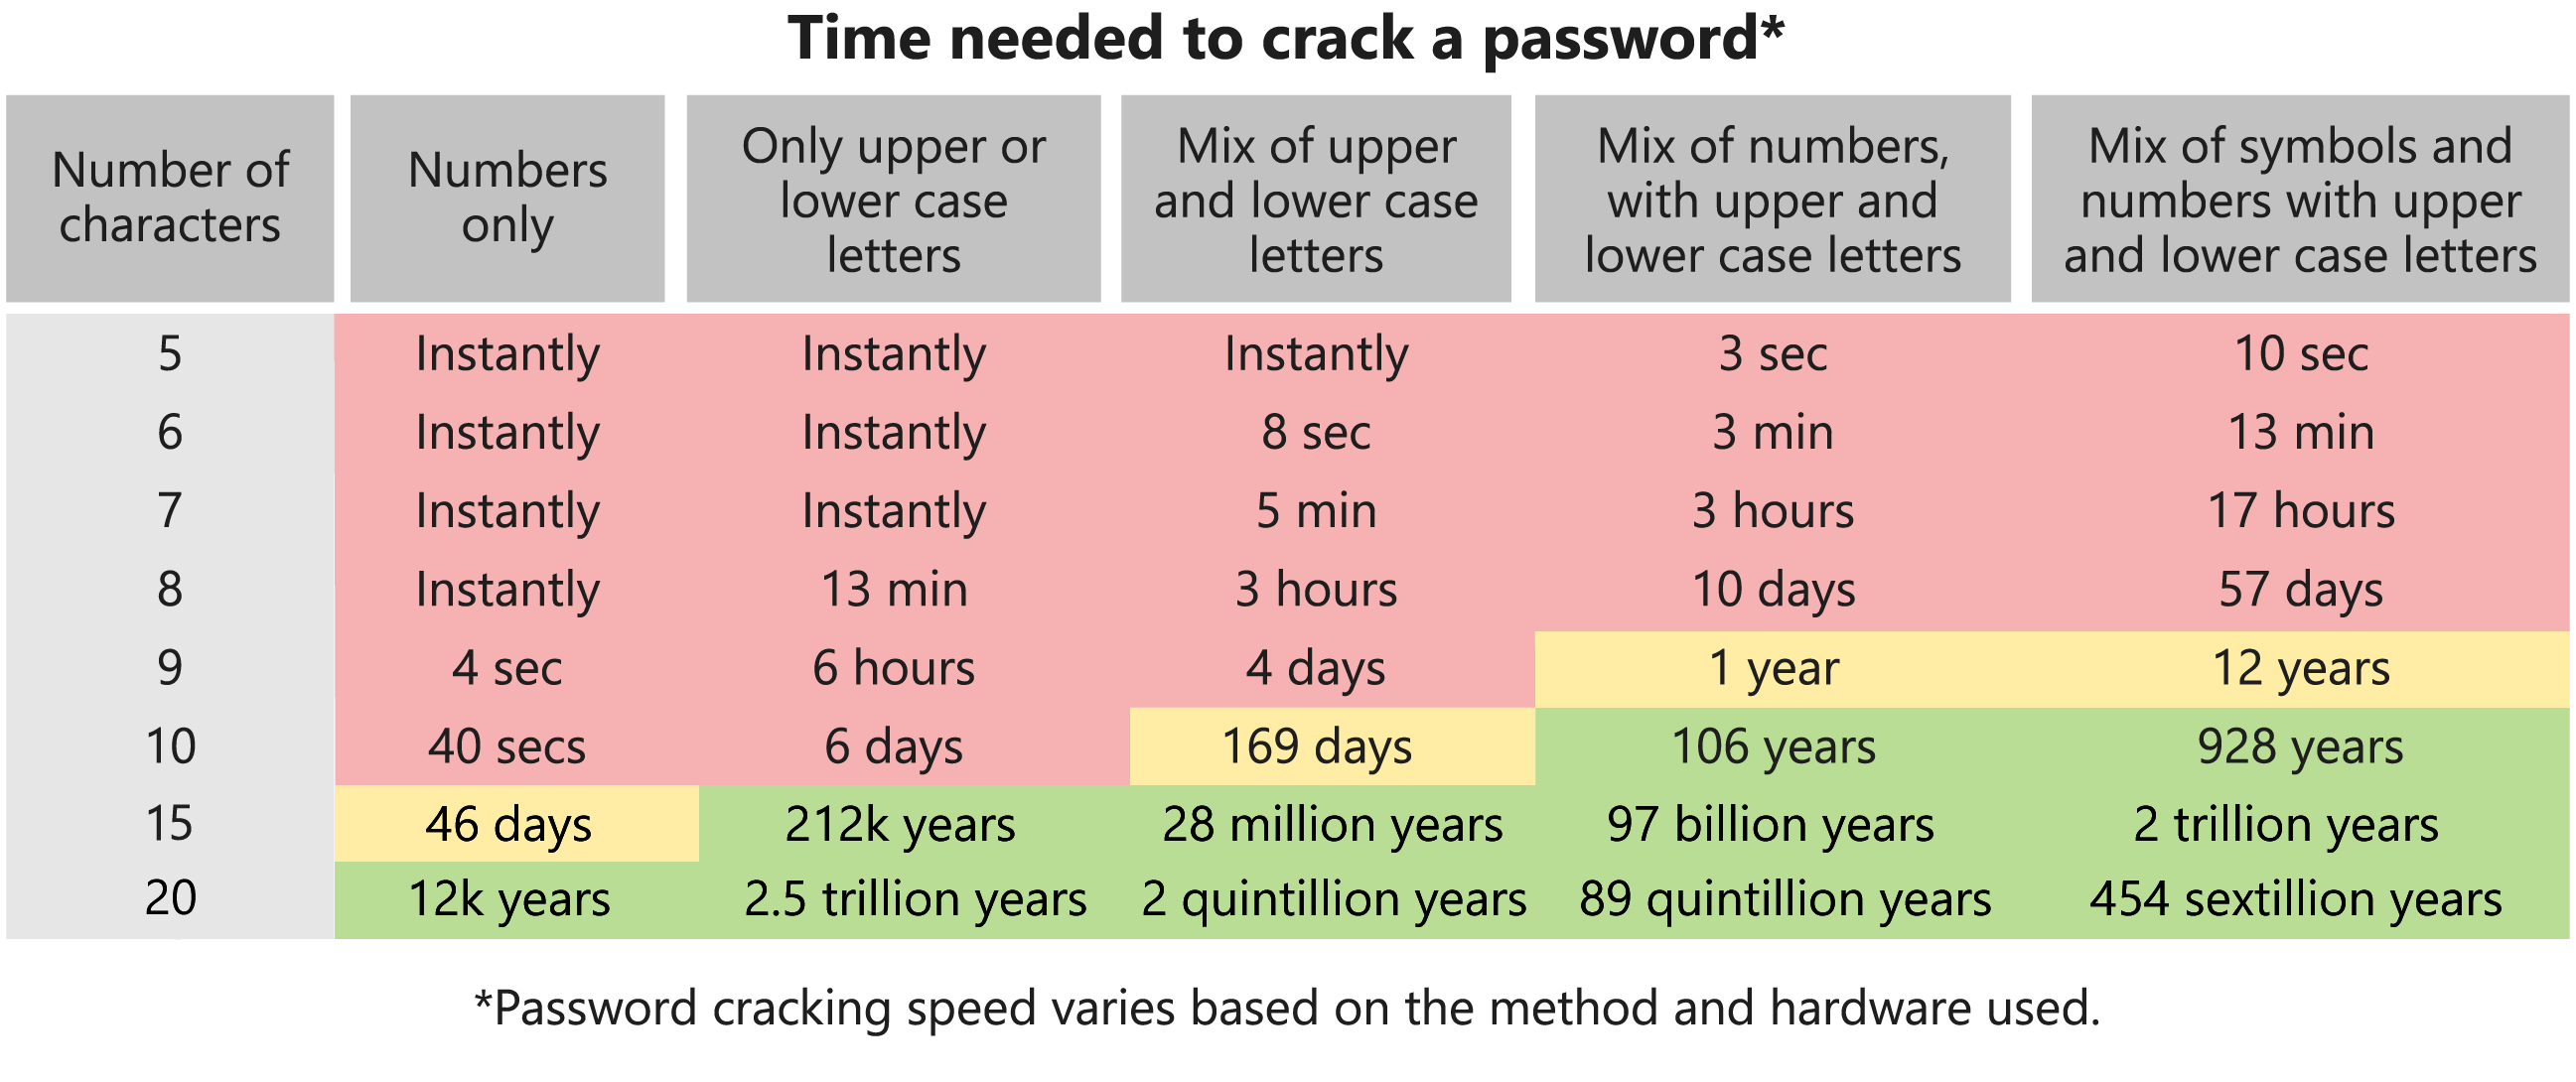 Time needed to crack a password*
Number of characters | Numbers only | Only upper or lower case letters | Mix of upper and lower case letters | Mix of numbers, with upper and lower case letters | Mix of symbols and numbers with upper and lower case letters
5 | Instantly | Instantly | Instantly | 3 sec | 10 sec
6 | Instantly | Instantly | 8 sec | 3 min | 13 min
7 | Instantly | Instantly | 5 min | 3 hours | 17 hours
8 | Instantly | 13 min | 3 hours | 10 days | 57 days
9 | 4 sec | 6 hours | 4 days | 1 year | 12 years
10 | 40 secs | 6 days | 169 days | 106 years | 928 years
15 | 46 days | 212k years | 28 million years | 97 billion years | 2 trillion years
20 | 12k years | 2.5 trillion years | 2 quintillion years | 89 quintillion years | 454 sextillion years
*Password cracking speed varies based on the method and hardware used.